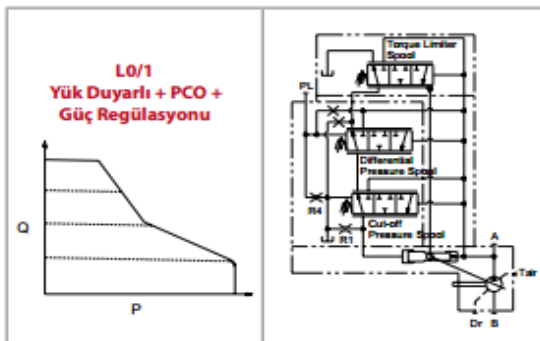 L0/1
Yük Duyarlı + PCO +
Güç Regülasyonu
Q
P
Torque Limiter
Spool
PL
Differential
Pressure Spool
R4
Cut-off
Pressure Spool
R1
A
Tair
Dr
B